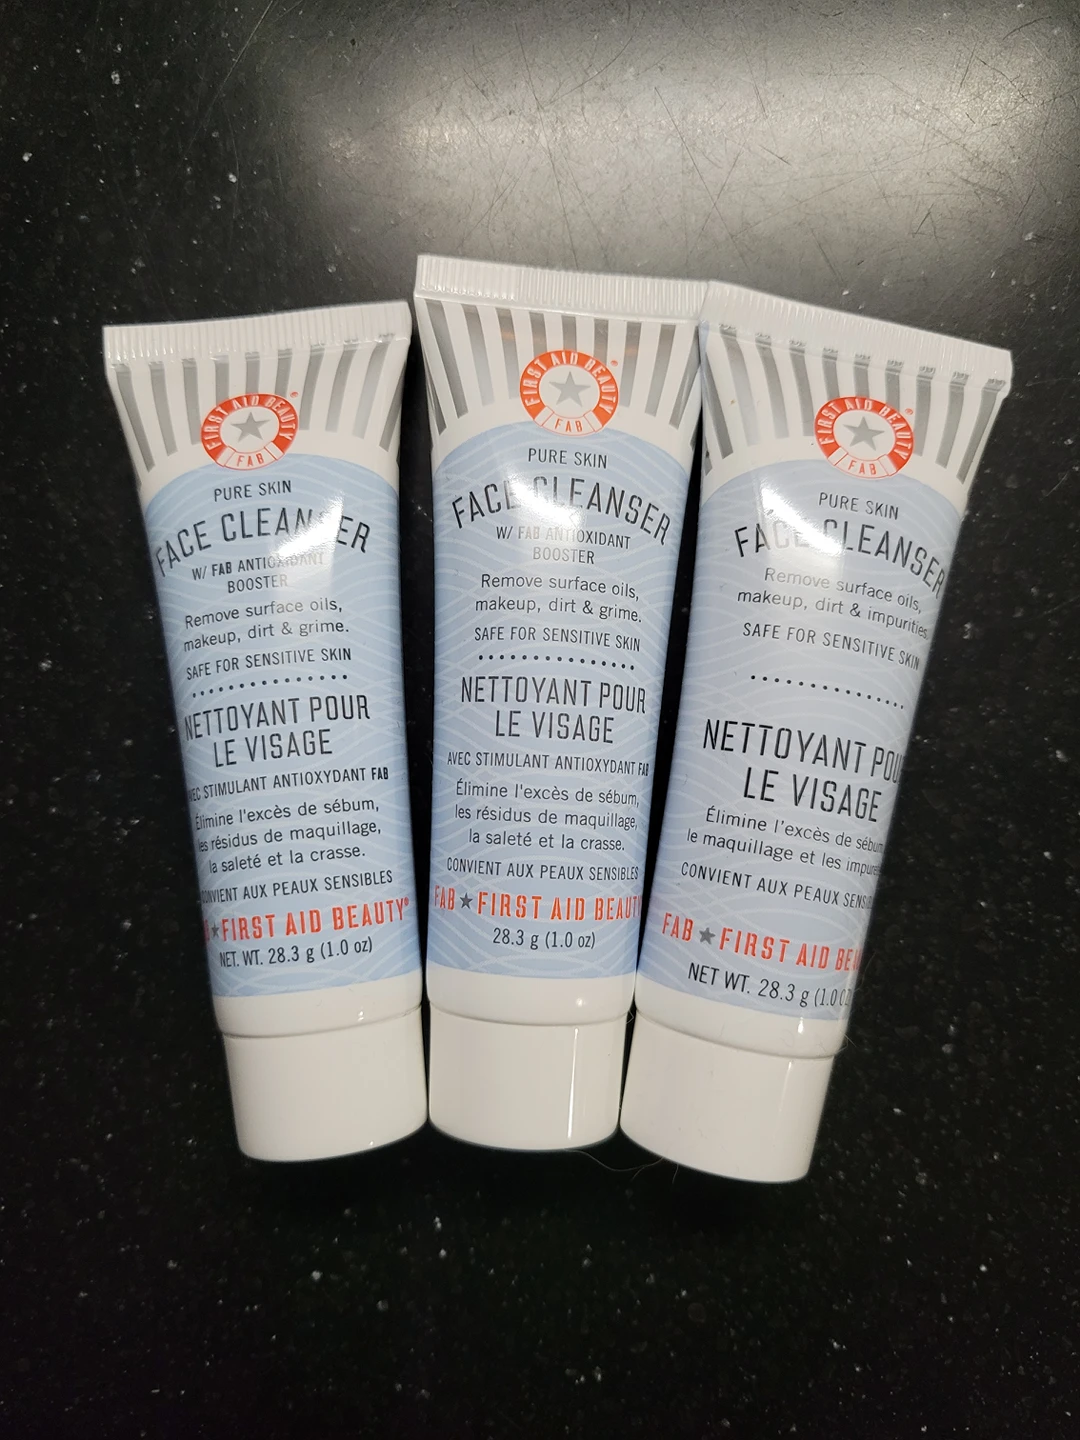 FIRST AID BEAUTY®
FAB
PURE SKIN
FACE CLEANSER
W/ FAB ANTIOXIDANT
BOOSTER
Remove surface oils,
makeup, dirt & grime.
SAFE FOR SENSITIVE SKIN
NETTOYANT POUR
LE VISAGE
AVEC STIMULANT ANTIOXYDANT FAB
Élimine l'excès de sébum,
les résidus de maquillage,
la saleté et la crasse.
CONVIENT AUX PEAUX SENSIBLES
FIRST AID BEAUTY®
NET. WT. 28.3 g (1.0 oz)
FIRST AID BEAUTY®
FAB
PURE SKIN
FACE CLEANSER
W/ FAB ANTIOXIDANT
BOOSTER
Remove surface oils,
makeup, dirt & grime.
SAFE FOR SENSITIVE SKIN
NETTOYANT POUR
LE VISAGE
AVEC STIMULANT ANTIOXYDANT FAB
Élimine l'excès de sébum,
les résidus de maquillage,
la saleté et la crasse.
CONVIENT AUX PEAUX SENSIBLES
FAB ★ FIRST AID BEAUTY
28.3 g (1.0 oz)
FIRST AID BEAUTY®
FAB
PURE SKIN
FACE CLEANSER
Remove surface oils,
makeup, dirt & impurities.
SAFE FOR SENSITIVE SKIN
NETTOYANT POU
LE VISAGE
Élimine l'excès de sébum
le maquillage et les
CONVIENT AUX PEAUX
FAB ★ FIRST AID
NET WT. 28.3 g (1.0